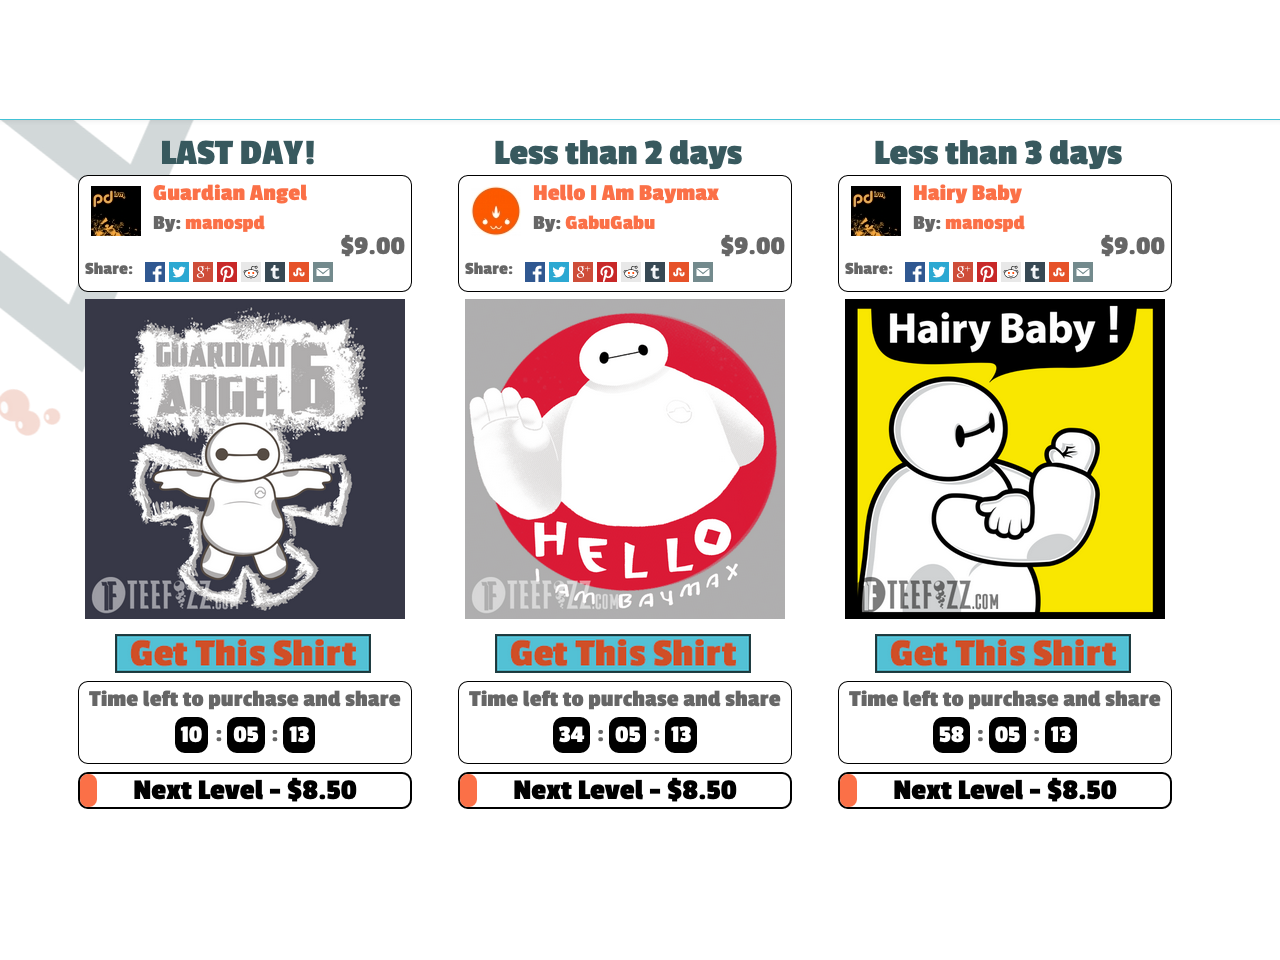 LAST DAY!
Guardian Angel
By: manospd
$9.00
Share:
GUARDIAN
ANGEL 6
TEEFIZZ.COM
Get This Shirt
Time left to purchase and share
10 : 05 : 13
Next Level - $8.50
Less than 2 days
Hello I Am Baymax
By: GabuGabu
$9.00
Share:
HELLO
I AM BAYMAX
TEEFIZZ.COM
Get This Shirt
Time left to purchase and share
34 : 05 : 13
Next Level - $8.50
Less than 3 days
Hairy Baby
By: manospd
$9.00
Share:
Hairy Baby !
TEEFIZZ.COM
Get This Shirt
Time left to purchase and share
58 : 05 : 13
Next Level - $8.50